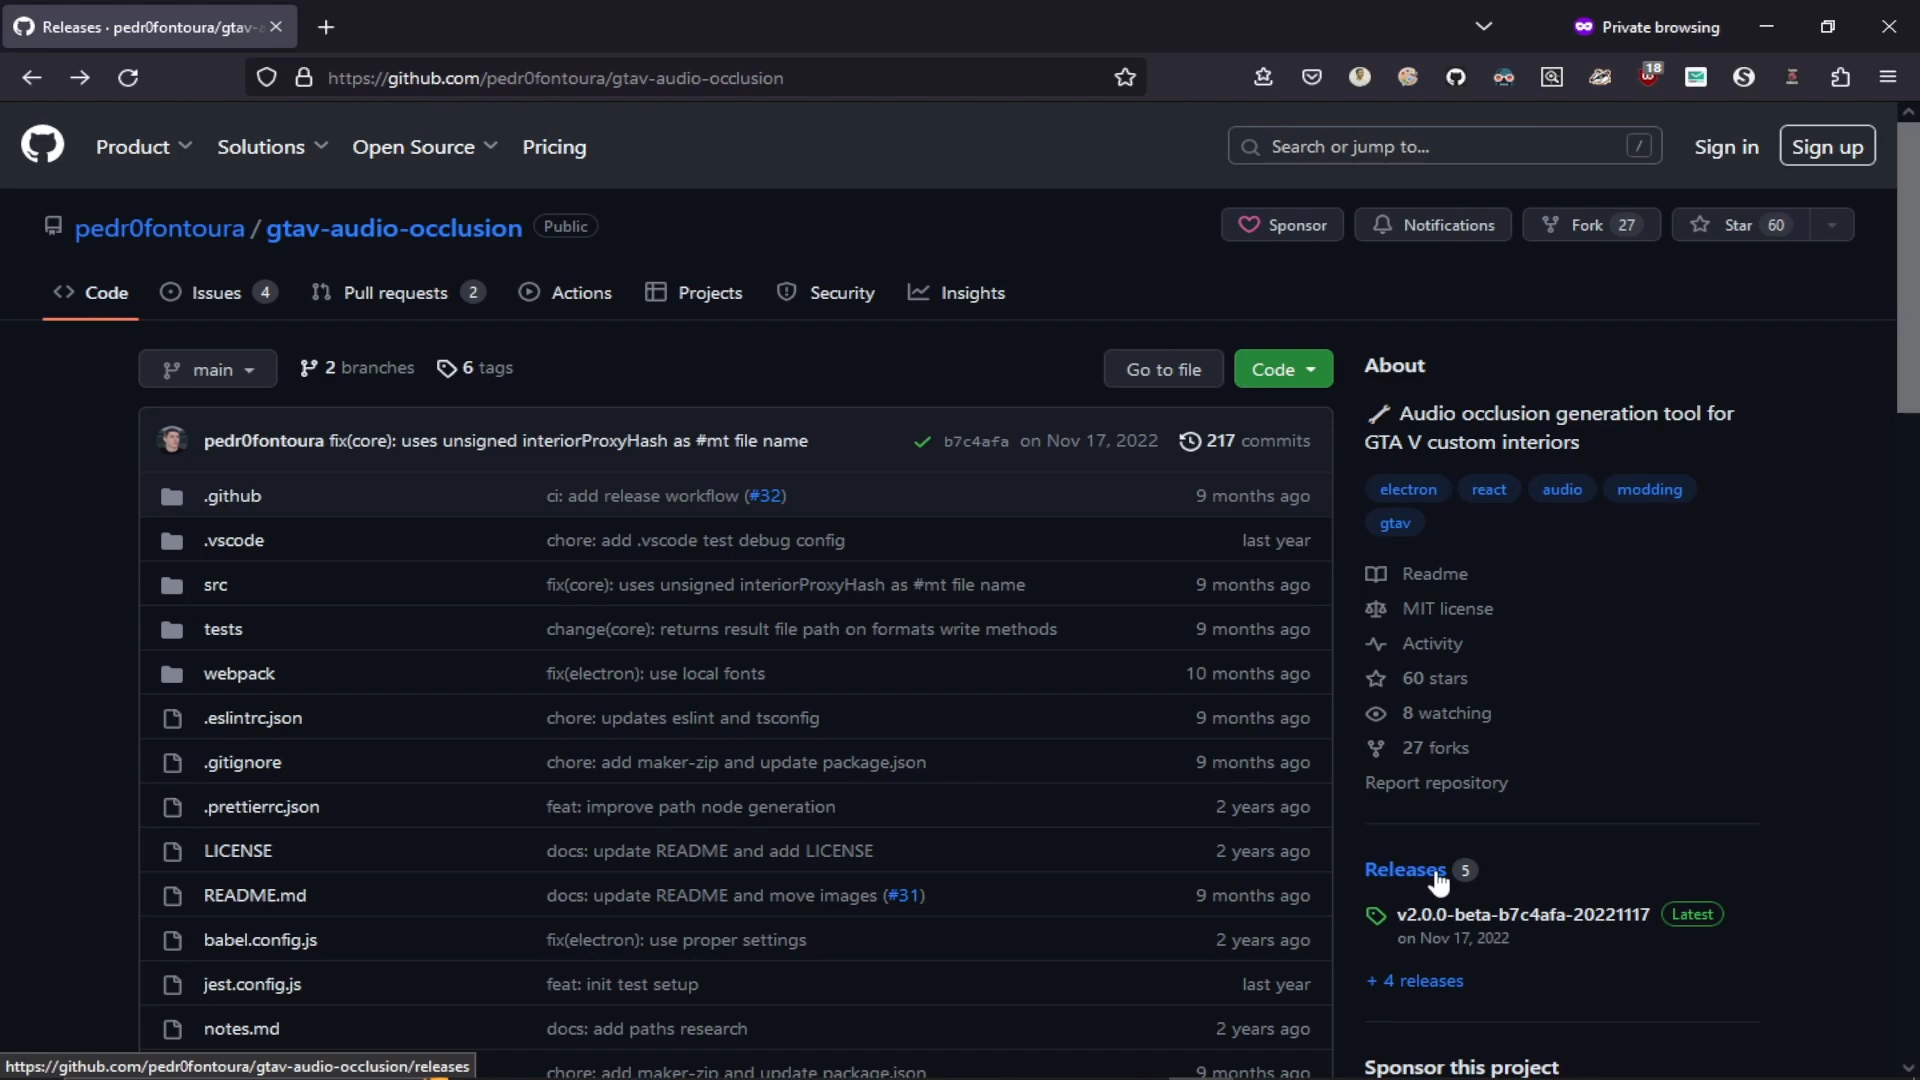 Releases · pedr0fontoura/gtav-a
Private browsing
https://github.com/pedr0fontoura/gtav-audio-occlusion
18
Product
Solutions
Open Source
Pricing
Search or jump to...
/
Sign in
Sign up
pedr0fontoura / gtav-audio-occlusion Public
Sponsor
Notifications
Fork 27
Star 60
Code
Issues 4
Pull requests 2
Actions
Projects
Security
Insights
main
2 branches
6 tags
Go to file
Code
pedr0fontoura fix(core): uses unsigned interiorProxyHash as #mt file name b7c4afa on Nov 17, 2022 217 commits
.github ci: add release workflow (#32) 9 months ago
.vscode chore: add .vscode test debug config last year
src fix(core): uses unsigned interiorProxyHash as #mt file name 9 months ago
tests change(core): returns result file path on formats write methods 9 months ago
webpack fix(electron): use local fonts 10 months ago
.eslintrc.json chore: updates eslint and tsconfig 9 months ago
.gitignore chore: add maker-zip and update package.json 9 months ago
.prettierrc.json feat: improve path node generation 2 years ago
LICENSE docs: update README and add LICENSE 2 years ago
README.md docs: update README and move images (#31) 9 months ago
babel.config.js fix(electron): use proper settings 2 years ago
jest.config.js feat: init test setup last year
notes.md docs: add paths research 2 years ago
chore: add maker-zip and update package.json 9 months ago
About
Audio occlusion generation tool for
GTA V custom interiors
electron react audio modding
gtav
Readme
MIT license
Activity
60 stars
8 watching
27 forks
Report repository
Releases 5
v2.0.0-beta-b7c4afa-20221117 Latest
on Nov 17, 2022
+ 4 releases
Sponsor this project
https://github.com/pedr0fontoura/gtav-audio-occlusion/releases